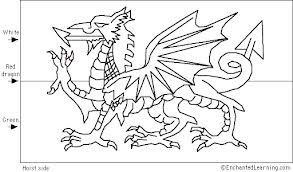 White
Red
dragon
Green
Hoist side
©EnchantedLearning.com